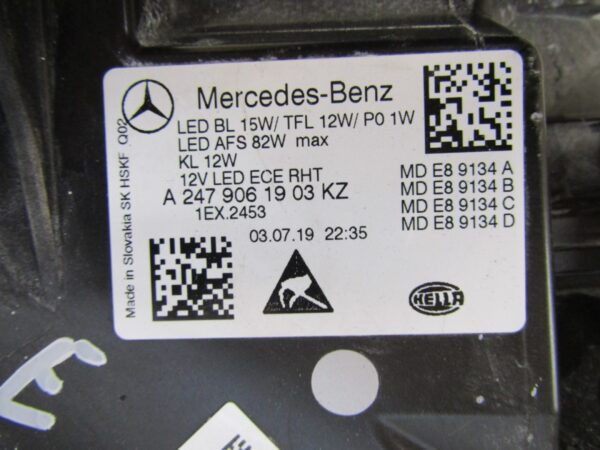 Mercedes-Benz
LED BL 15W/ TFL 12W/ PO 1W
LED AFS 82W max
KL 12W
12V LED ECE RHT
A 247 906 19 03 KZ
1EX.2453
03.07.19 22:35
MD E8 9134 A
MD E8 9134 B
MD E8 9134 C
MD E8 9134 D
HELLA
Made in Slovakia SK HSKF Q02